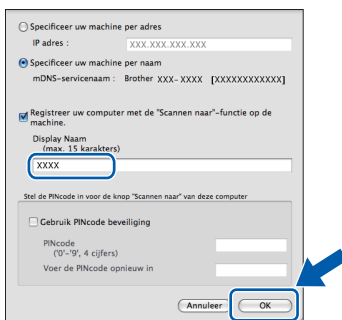 Specificeer uw machine per adres
IP adres :
XXX.XXX.XXX.XXX
Specificeer uw machine per naam
mDNS-servicenaam : Brother XXX-XXXX [XXXXXXXXXXXX]
Registreer uw computer met de "Scannen naar"-functie op de
machine.
Display Naam
(max. 15 karakters)
XXXX
Stel de PINcode in voor de knop "Scannen naar" van deze computer
Gebruik PINcode beveiliging
PINcode
('0'-'9', 4 cijfers)
Voer de PINcode opnieuw in
Annuleer
OK